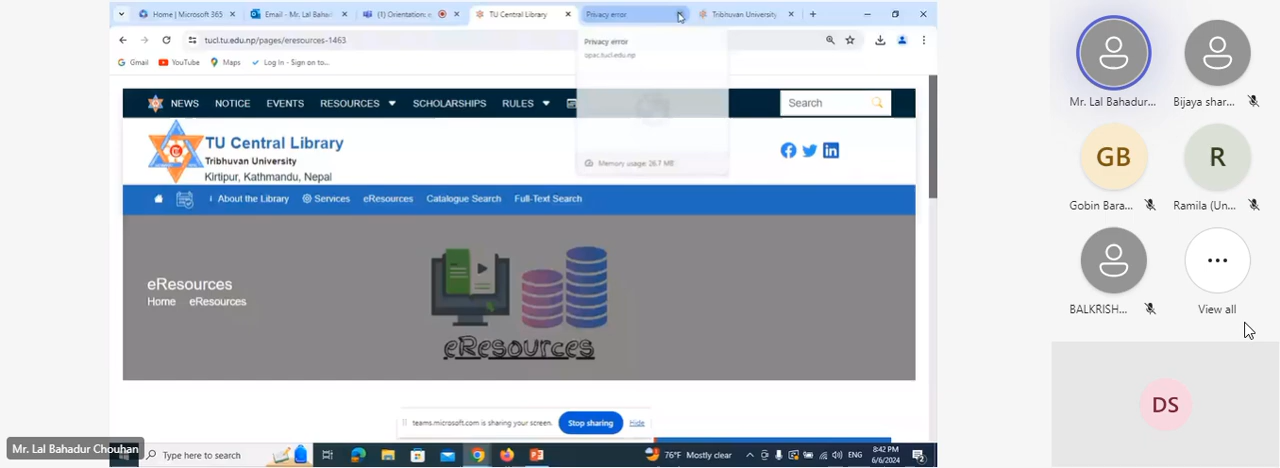 Home | Microsoft 365
Email - Mr. Lal Baha
(1) Orientation: e
TU Central Library
Privacy error
Tribhuvan University
tucl.tu.edu.np/pages/eresources-1463
Privacy error
opac.tucl.edu.np
Gmail
YouTube
Maps
Log In - Sign on to...
Memory usage: 26.7 MB
NEWS
NOTICE
EVENTS
RESOURCES
SCHOLARSHIPS
RULES
Search
TU Central Library
Tribhuvan University
Kirtipur, Kathmandu, Nepal
About the Library
Services
eResources
Catalogue Search
Full-Text Search
eResources
Home eResources
eResources
teams.microsoft.com is sharing your screen.
Stop sharing
Hide
Type here to search
76°F Mostly clear
ENG
8:42 PM
6/6/2024
2
Mr. Lal Bahadur Chouhan
Mr. Lal Bahadur...
Bijaya shar...
GB
R
Gobin Bara...
Ramila (Un...
BALKRISH...
View all
DS